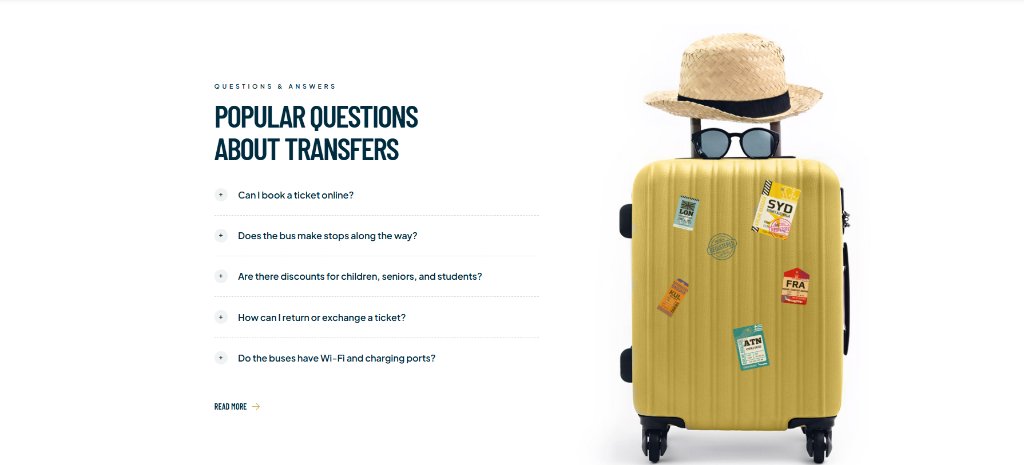 QUESTIONS & ANSWERS
POPULAR QUESTIONS
ABOUT TRANSFERS
+ Can I book a ticket online?
+ Does the bus make stops along the way?
+ Are there discounts for children, seniors, and students?
+ How can I return or exchange a ticket?
+ Do the buses have Wi-Fi and charging ports?
READ MORE →
LON
SYD
FRA
KUL
ATN